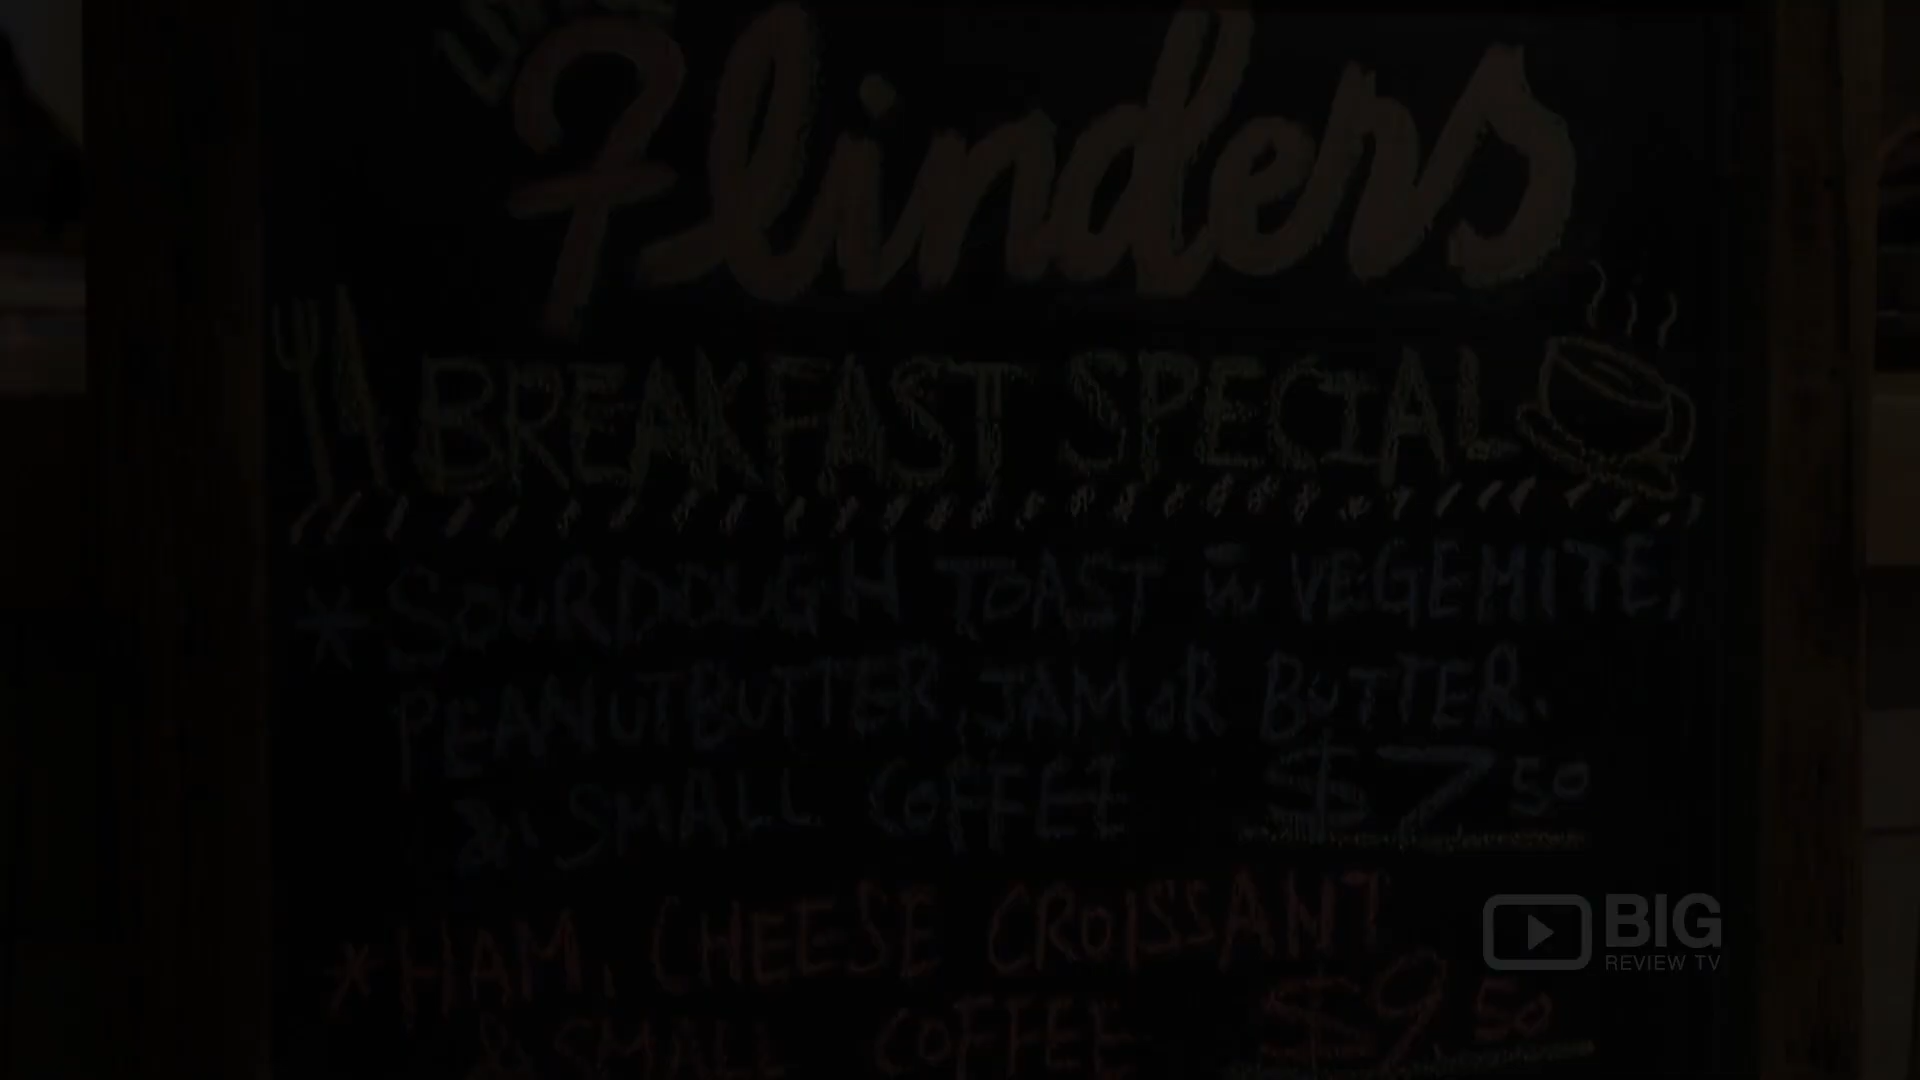 Flinders
BREAKFAST SPECIAL
* SOURDOUGH TOAST w VEGEMITE,
PEANUTBUTTER, JAM OR BUTTER.
& SMALL COFFEE $7 50
* HAM, CHEESE CROISSANT
& SMALL COFFEE $9 50
BIG
REVIEW TV